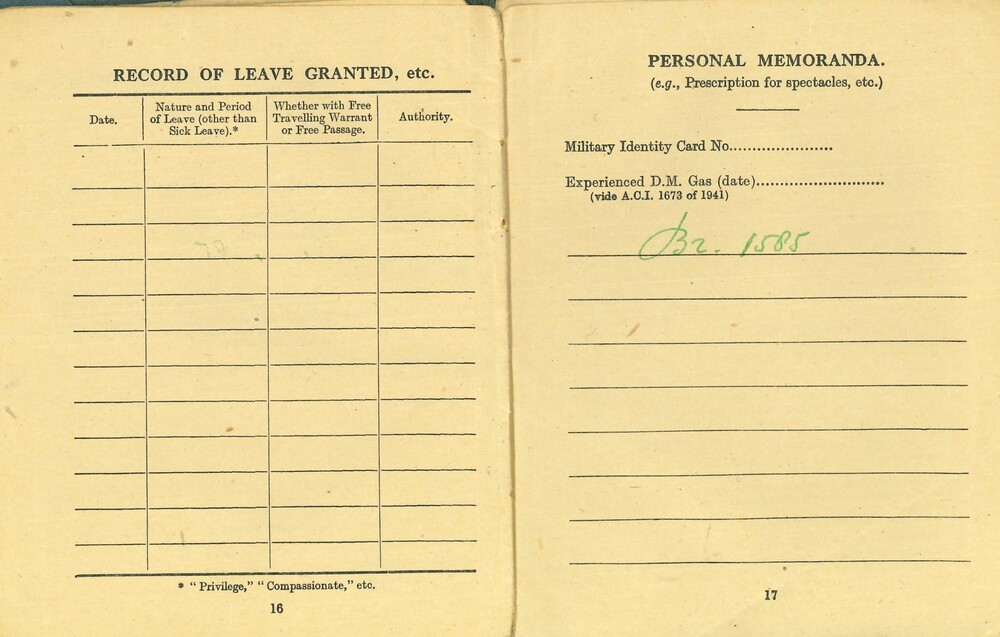 RECORD OF LEAVE GRANTED, etc.
Date.
Nature and Period
of Leave (other than
Sick Leave).*
Whether with Free
Travelling Warrant
or Free Passage.
Authority.
* " Privilege," " Compassionate," etc.
16
PERSONAL MEMORANDA.
(e.g., Prescription for spectacles, etc.)
Military Identity Card No......................
Experienced D.M. Gas (date)...........................
(vide A.C.I. 1673 of 1941)
Br. 1585
17